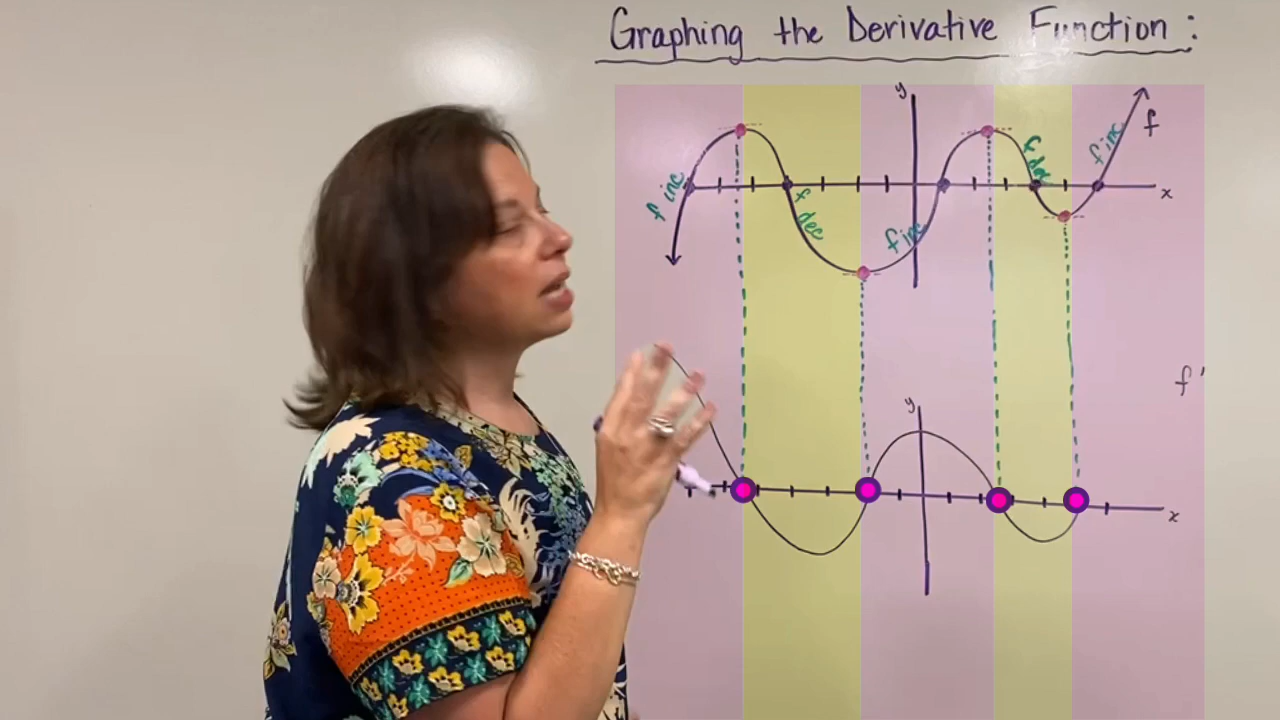 Graphing the Derivative Function :
y
f
f inc
f dec
f inc
f dec
f inc
x
f'
y
x